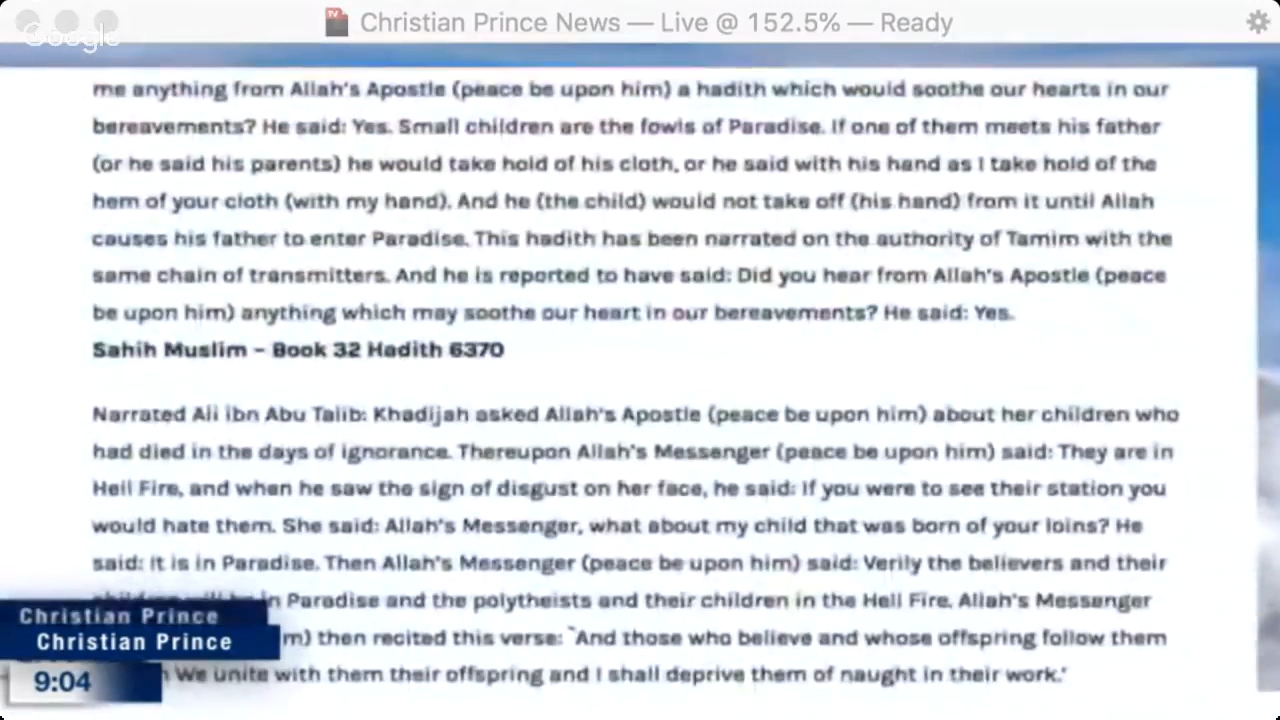 Christian Prince News — Live @ 152.5% — Ready
Google
me anything from Allah's Apostle (peace be upon him) a hadith which would soothe our hearts in our
bereavements? He said: Yes. Small children are the fowls of Paradise. If one of them meets his father
(or he said his parents) he would take hold of his cloth, or he said with his hand as I take hold of the
hem of your cloth (with my hand). And he (the child) would not take off (his hand) from it until Allah
causes his father to enter Paradise. This hadith has been narrated on the authority of Tamim with the
same chain of transmitters. And he is reported to have said: Did you hear from Allah's Apostle (peace
be upon him) anything which may soothe our heart in our bereavements? He said: Yes.
Sahih Muslim – Book 32 Hadith 6370
Narrated Ali ibn Abu Talib: Khadijah asked Allah's Apostle (peace be upon him) about her children who
had died in the days of ignorance. Thereupon Allah's Messenger (peace be upon him) said: They are in
Hell Fire, and when he saw the sign of disgust on her face, he said: If you were to see their station you
would hate them. She said: Allah's Messenger, what about my child that was born of your loins? He
said: It is in Paradise. Then Allah's Messenger (peace be upon him) said: Verily the believers and their
in Paradise and the polytheists and their children in the Hell Fire. Allah's Messenger
m) then recited this verse: `And those who believe and whose offspring follow them
We unite with them their offspring and I shall deprive them of naught in their work.'
Christian Prince
Christian Prince
9:04